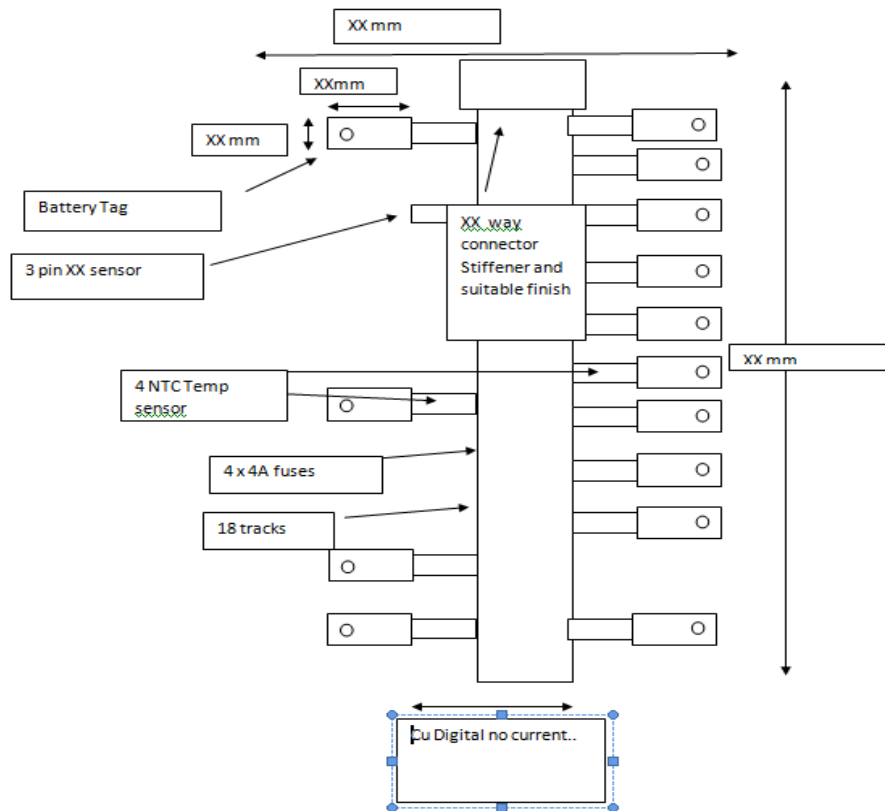 XX mm
XXmm
XX mm
Battery Tag
3 pin XX sensor
XX way
connector
Stiffener and
suitable finish
XX mm
4 NTC Temp
sensor
4 x 4A fuses
18 tracks
Cu Digital no current..